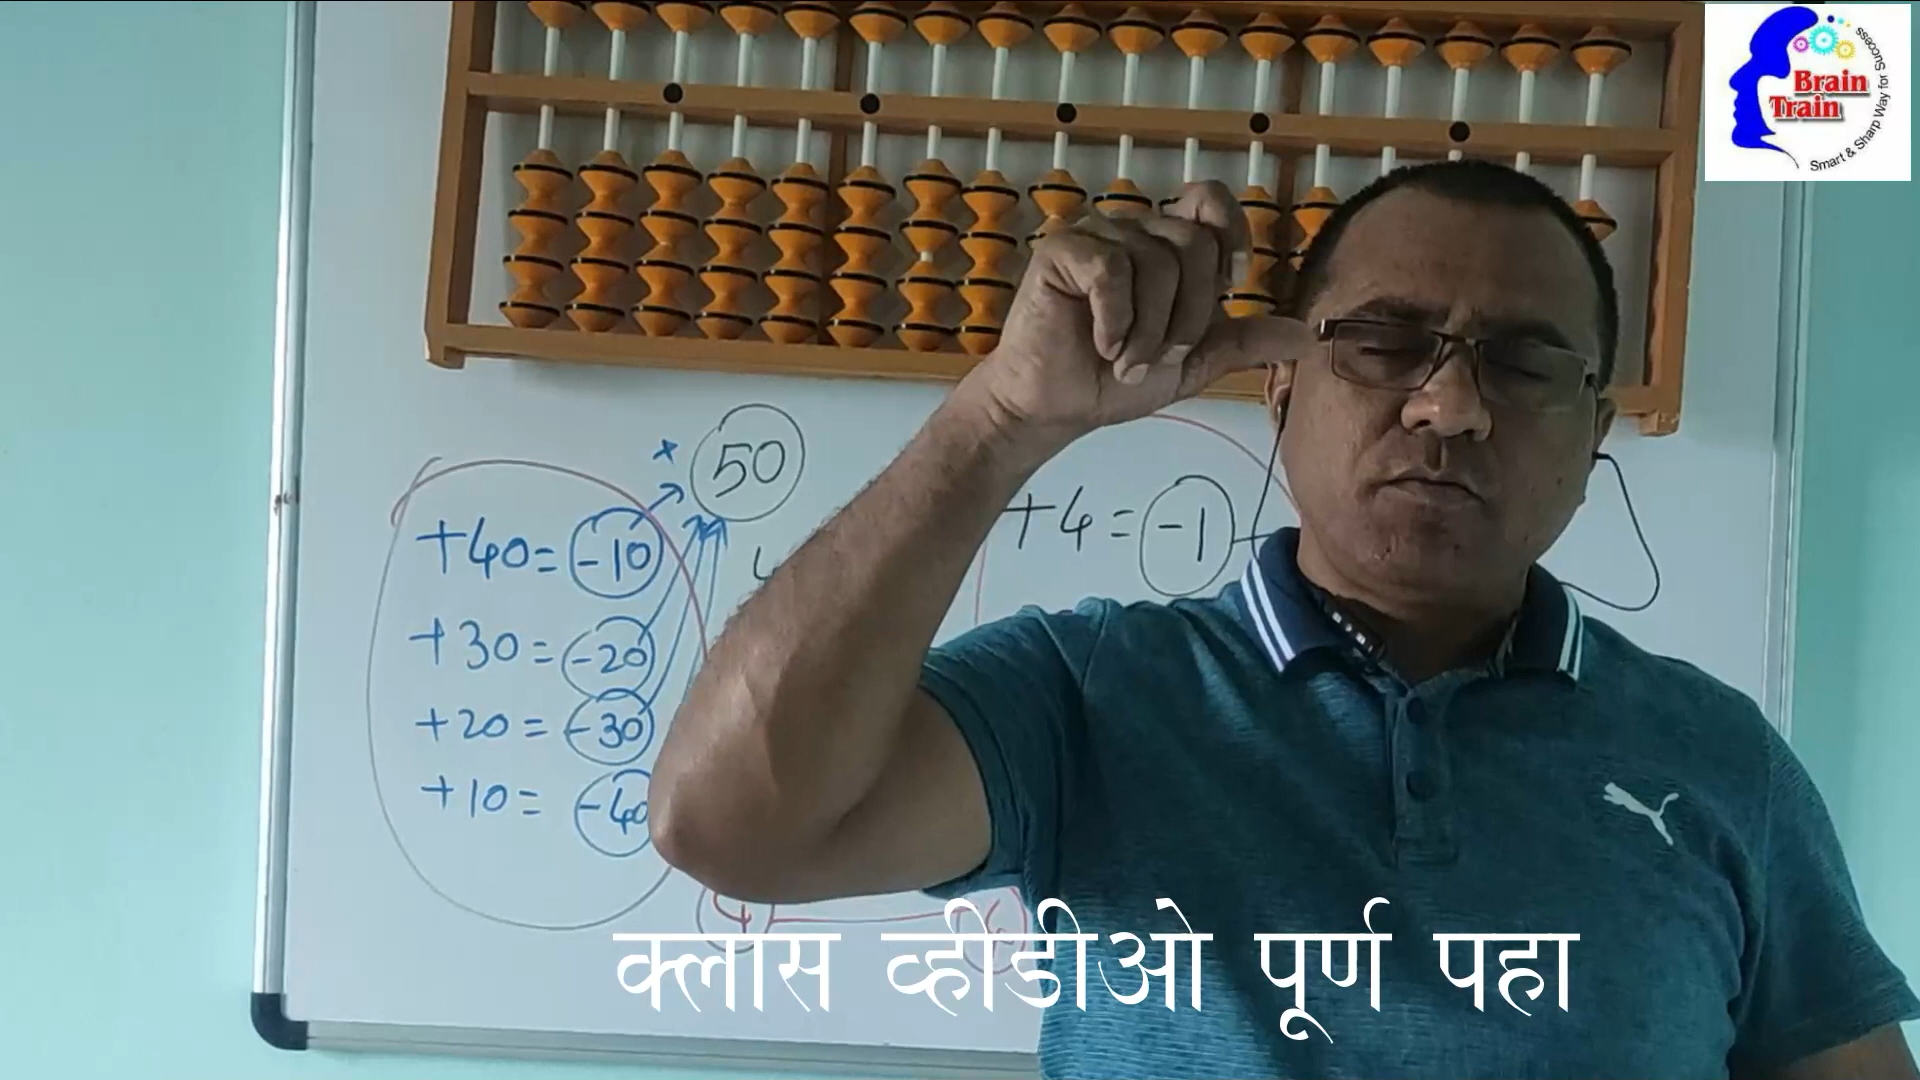 Brain
Train
Smart & Sharp Way for Success
50
+40=-10
+30=-20
+20=-30
+10=-40
+4=-1
क्लास व्हीडीओ पूर्ण पहा